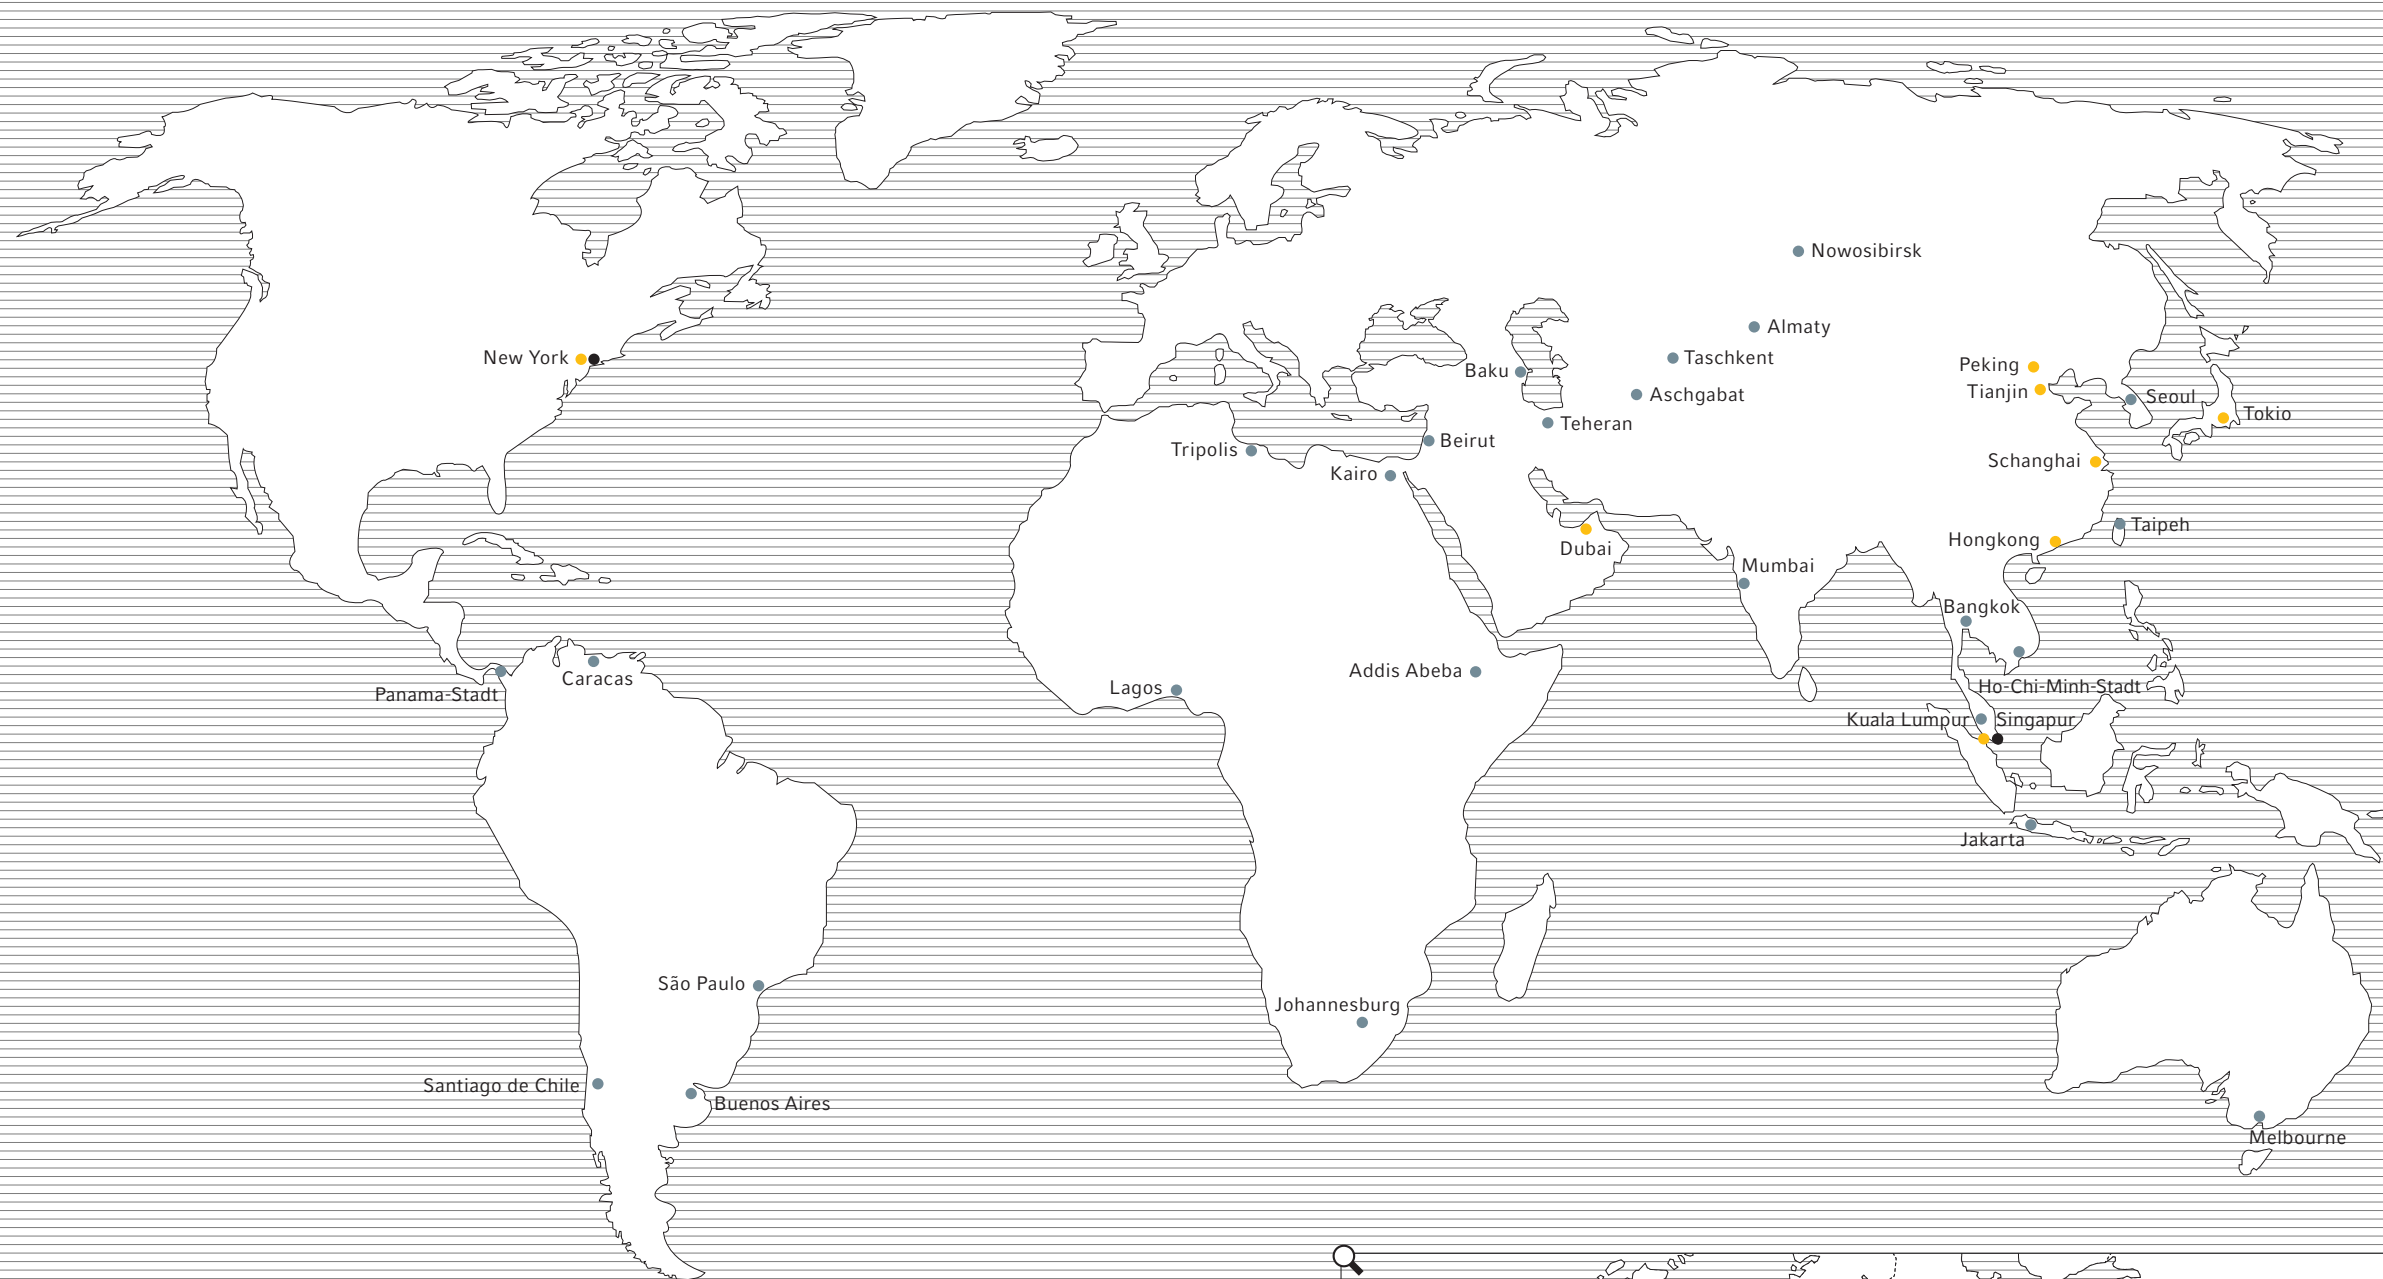 Nowosibirsk
Almaty
New York
Taschkent
Peking
Baku
Tianjin
Aschgabat
Seoul
Tokio
Teheran
Beirut
Tripolis
Schanghai
Kairo
Taipeh
Hongkong
Dubai
Mumbai
Bangkok
Addis Abeba
Caracas
Lagos
Ho-Chi-Minh-Stadt
Panama-Stadt
Kuala Lumpur
Singapur
Jakarta
São Paulo
Johannesburg
Santiago de Chile
Buenos Aires
Melbourne